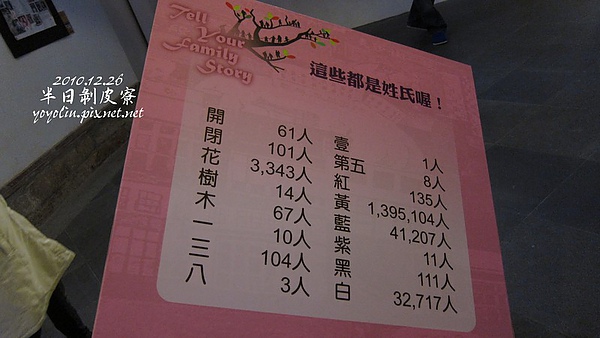 Tell
Your
Family
Story
2010.12.26
半日剝皮寮
yoyoliu.pixnet.net
這些都是姓氏喔！
開 61人
閉 101人
花 3,343人
樹 14人
木 67人
一 10人
三 104人
八 3人
壹 1人
第五 8人
紅 135人
黃 1,395,104人
藍 41,207人
紫 11人
黑 111人
白 32,717人